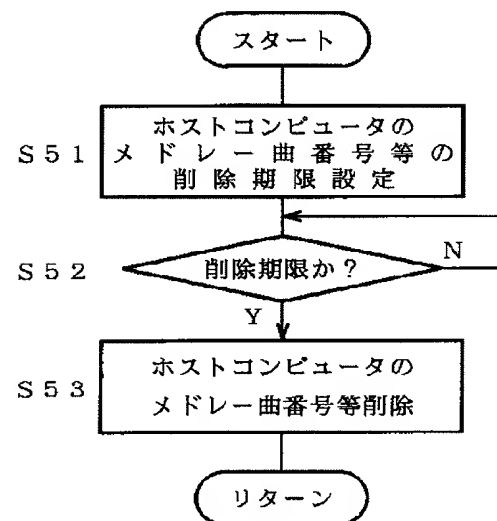 スタート
ホストコンピュータの
S51 メドレー曲番号等の
削除期限設定
S52 削除期限か？ N
Y
ホストコンピュータの
S53
メドレー曲番号等削除
リターン